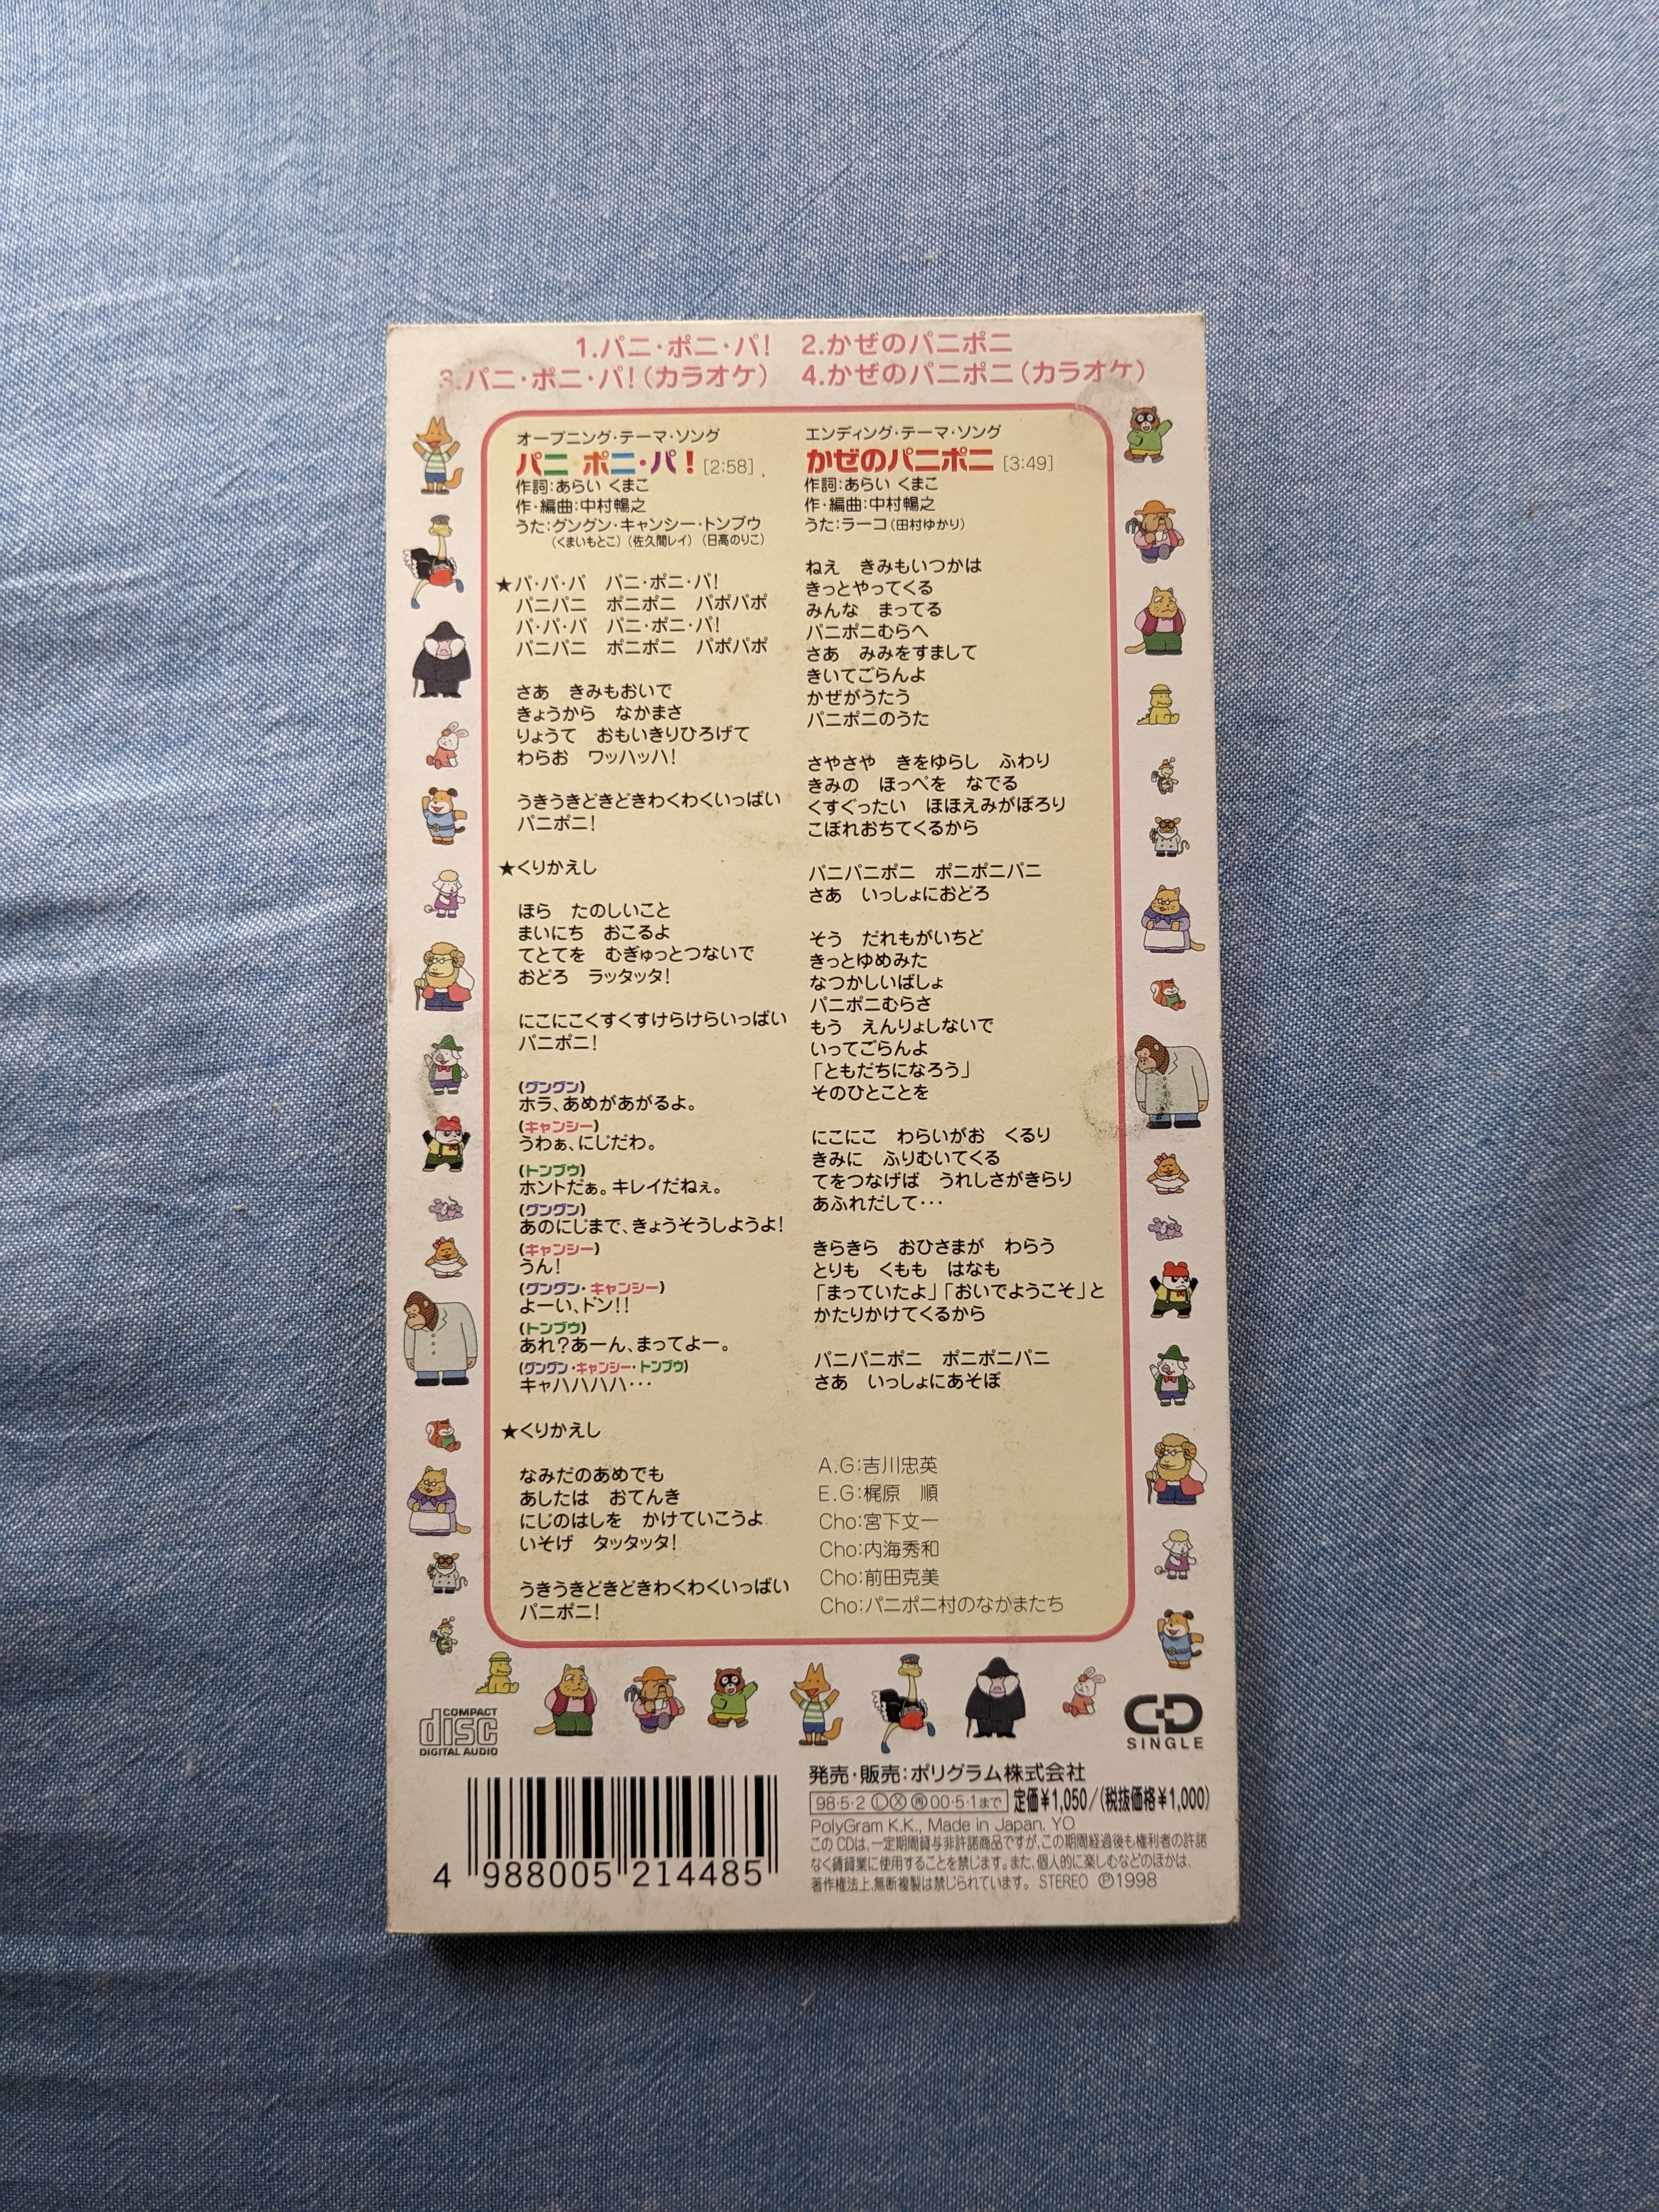 1.パニ・ポニ・パ！　2.かぜのパニポニ
3.パニ・ポニ・パ！（カラオケ）　4.かぜのパニポニ（カラオケ）
オープニング・テーマ・ソング
パニ・ポニ・パ！［2:58］
作詞：あらい くまこ
作・編曲：中村暢之
うた：グングン・キャンシー・トンブウ
（くまいもとこ）（佐久間レイ）（日高のりこ）
★パ・パ・パ　パニ・ポニ・パ！
パニパニ　ポニポニ　パポパポ
パ・パ・パ　パニ・ポニ・パ！
パニパニ　ポニポニ　パポパポ
さあ　きみもおいで
きょうから　なかまさ
りょうて　おもいきりひろげて
わらお　ワッハッハ！
うきうきどきどきわくわくいっぱい
パニポニ！
★くりかえし
ほら　たのしいこと
まいにち　おこるよ
てとてを　むぎゅっとつないで
おどろ　ラッタッタ！
にこにこくすくすけらけらいっぱい
パニポニ！
（グングン）
ホラ、あめがあがるよ。
（キャンシー）
うわぁ、にじだわ。
（トンブウ）
ホントだぁ。キレイだねぇ。
（グングン）
あのにじまで、きょうそうしようよ！
（キャンシー）
うん！
（グングン・キャンシー）
よーい、ドン！！
（トンブウ）
あれ？あーん、まってよー。
（グングン・キャンシー・トンブウ）
キャハハハハ・・・
★くりかえし
なみだのあめでも
あしたは　おてんき
にじのはしを　かけていこうよ
いそげ　タッタッタ！
うきうきどきどきわくわくいっぱい
パニポニ！
エンディング・テーマ・ソング
かぜのパニポニ［3:49］
作詞：あらい くまこ
作・編曲：中村暢之
うた：ラーコ（田村ゆかり）
ねえ　きみもいつかは
きっとやってくる
みんな　まってる
パニポニむらへ
さあ　みみをすまして
きいてごらんよ
かぜがうたう
パニポニのうた
さやさや　きをゆらし　ふわり
きみの　ほっぺを　なでる
くすぐったい　ほほえみがぽろり
こぼれおちてくるから
パニパニポニ　ポニポニパニ
さあ　いっしょにおどろ
そう　だれもがいちど
きっとゆめみた
なつかしいばしょ
パニポニむらさ
もう　えんりょしないで
いってごらんよ
「ともだちになろう」
そのひとことを
にこにこ　わらいがお　くるり
きみに　ふりむいてくる
てをつなげば　うれしさがきらり
あふれだして・・・
きらきら　おひさまが　わらう
とりも　くもも　はなも
「まっていたよ」「おいでようこそ」と
かたりかけてくるから
パニパニポニ　ポニポニパニ
さあ　いっしょにあそぼ
A.G：吉川忠英
E.G：梶原　順
Cho：宮下文一
Cho：内海秀和
Cho：前田克美
Cho：パニポニ村のなかまたち
COMPACT
disc
DIGITAL AUDIO
CD
SINGLE
4 988005 214485
発売・販売：ポリグラム株式会社
98・5・2 Ⓛ Ⓧ ㊝ 00・5・1まで 定価￥1,050/（税抜価格￥1,000）
PolyGram K.K., Made in Japan. YO
このCDは、一定期間貸与非許諾商品ですが、この期間経過後も権利者の許諾
なく賃貸業に使用することを禁じます。また、個人的に楽しむなどのほかは、
著作権法上、無断複製は禁じられています。 STEREO ℗1998